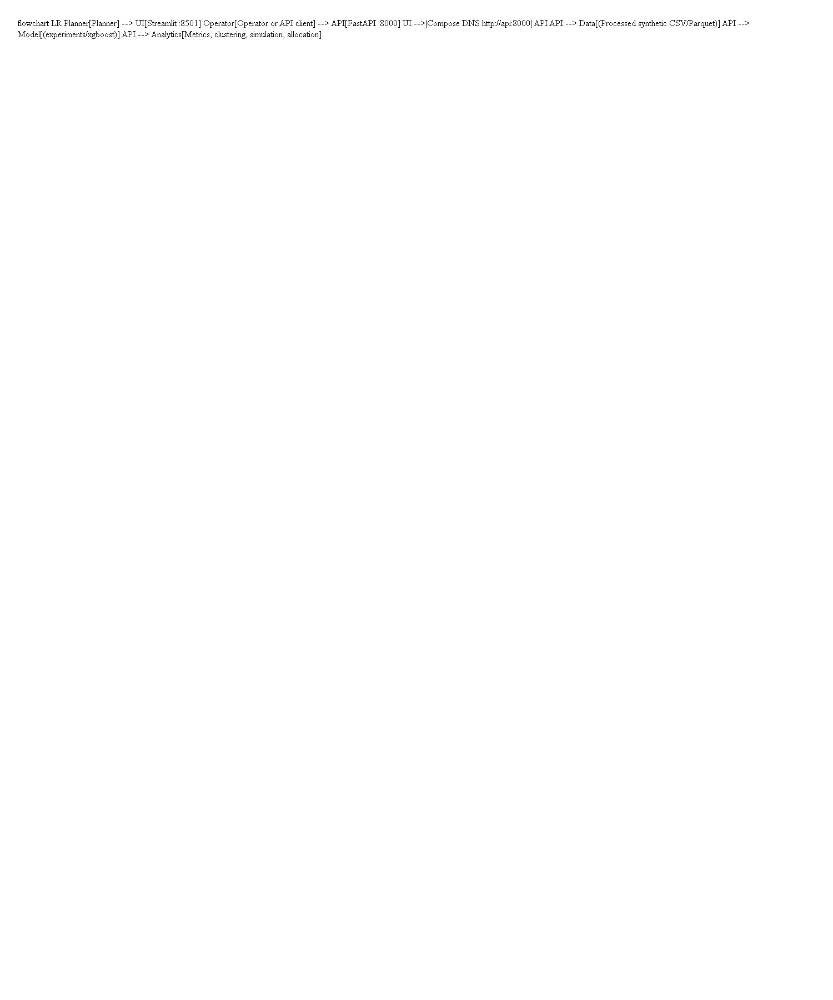 flowchart LR Planner[Planner] --> UI[Streamlit :8501] Operator[Operator or API client] --> API[FastAPI :8000] UI -->|Compose DNS http://api:8000| API API --> Data[(Processed synthetic CSV/Parquet)] API -->
Model[(experiments/xgboost)] API --> Analytics[Metrics, clustering, simulation, allocation]